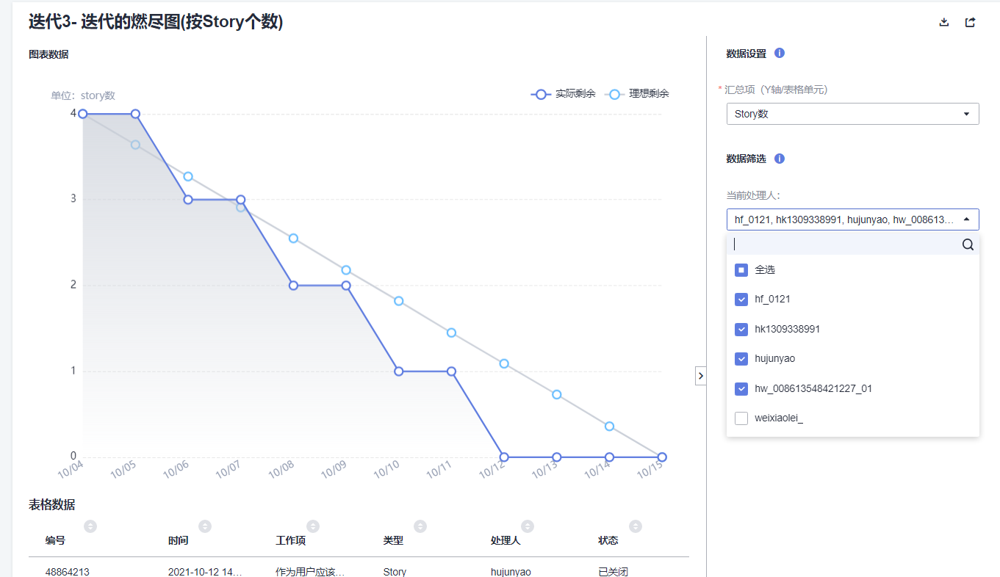 迭代3- 迭代的燃尽图(按Story个数)
图表数据
单位：story数
实际剩余 理想剩余
4
3
2
1
0
10/04 10/05 10/06 10/07 10/08 10/09 10/10 10/11 10/12 10/13 10/14 10/15
表格数据
编号 时间 工作项 类型 处理人 状态
48864213 2021-10-12 14... 作为用户应该... Story hujunyao 已关闭
数据设置
* 汇总项（Y轴/表格单元）
Story数
数据筛选
当前处理人:
hf_0121, hk1309338991, hujunyao, hw_008613...
全选
hf_0121
hk1309338991
hujunyao
hw_008613548421227_01
weixiaolei_